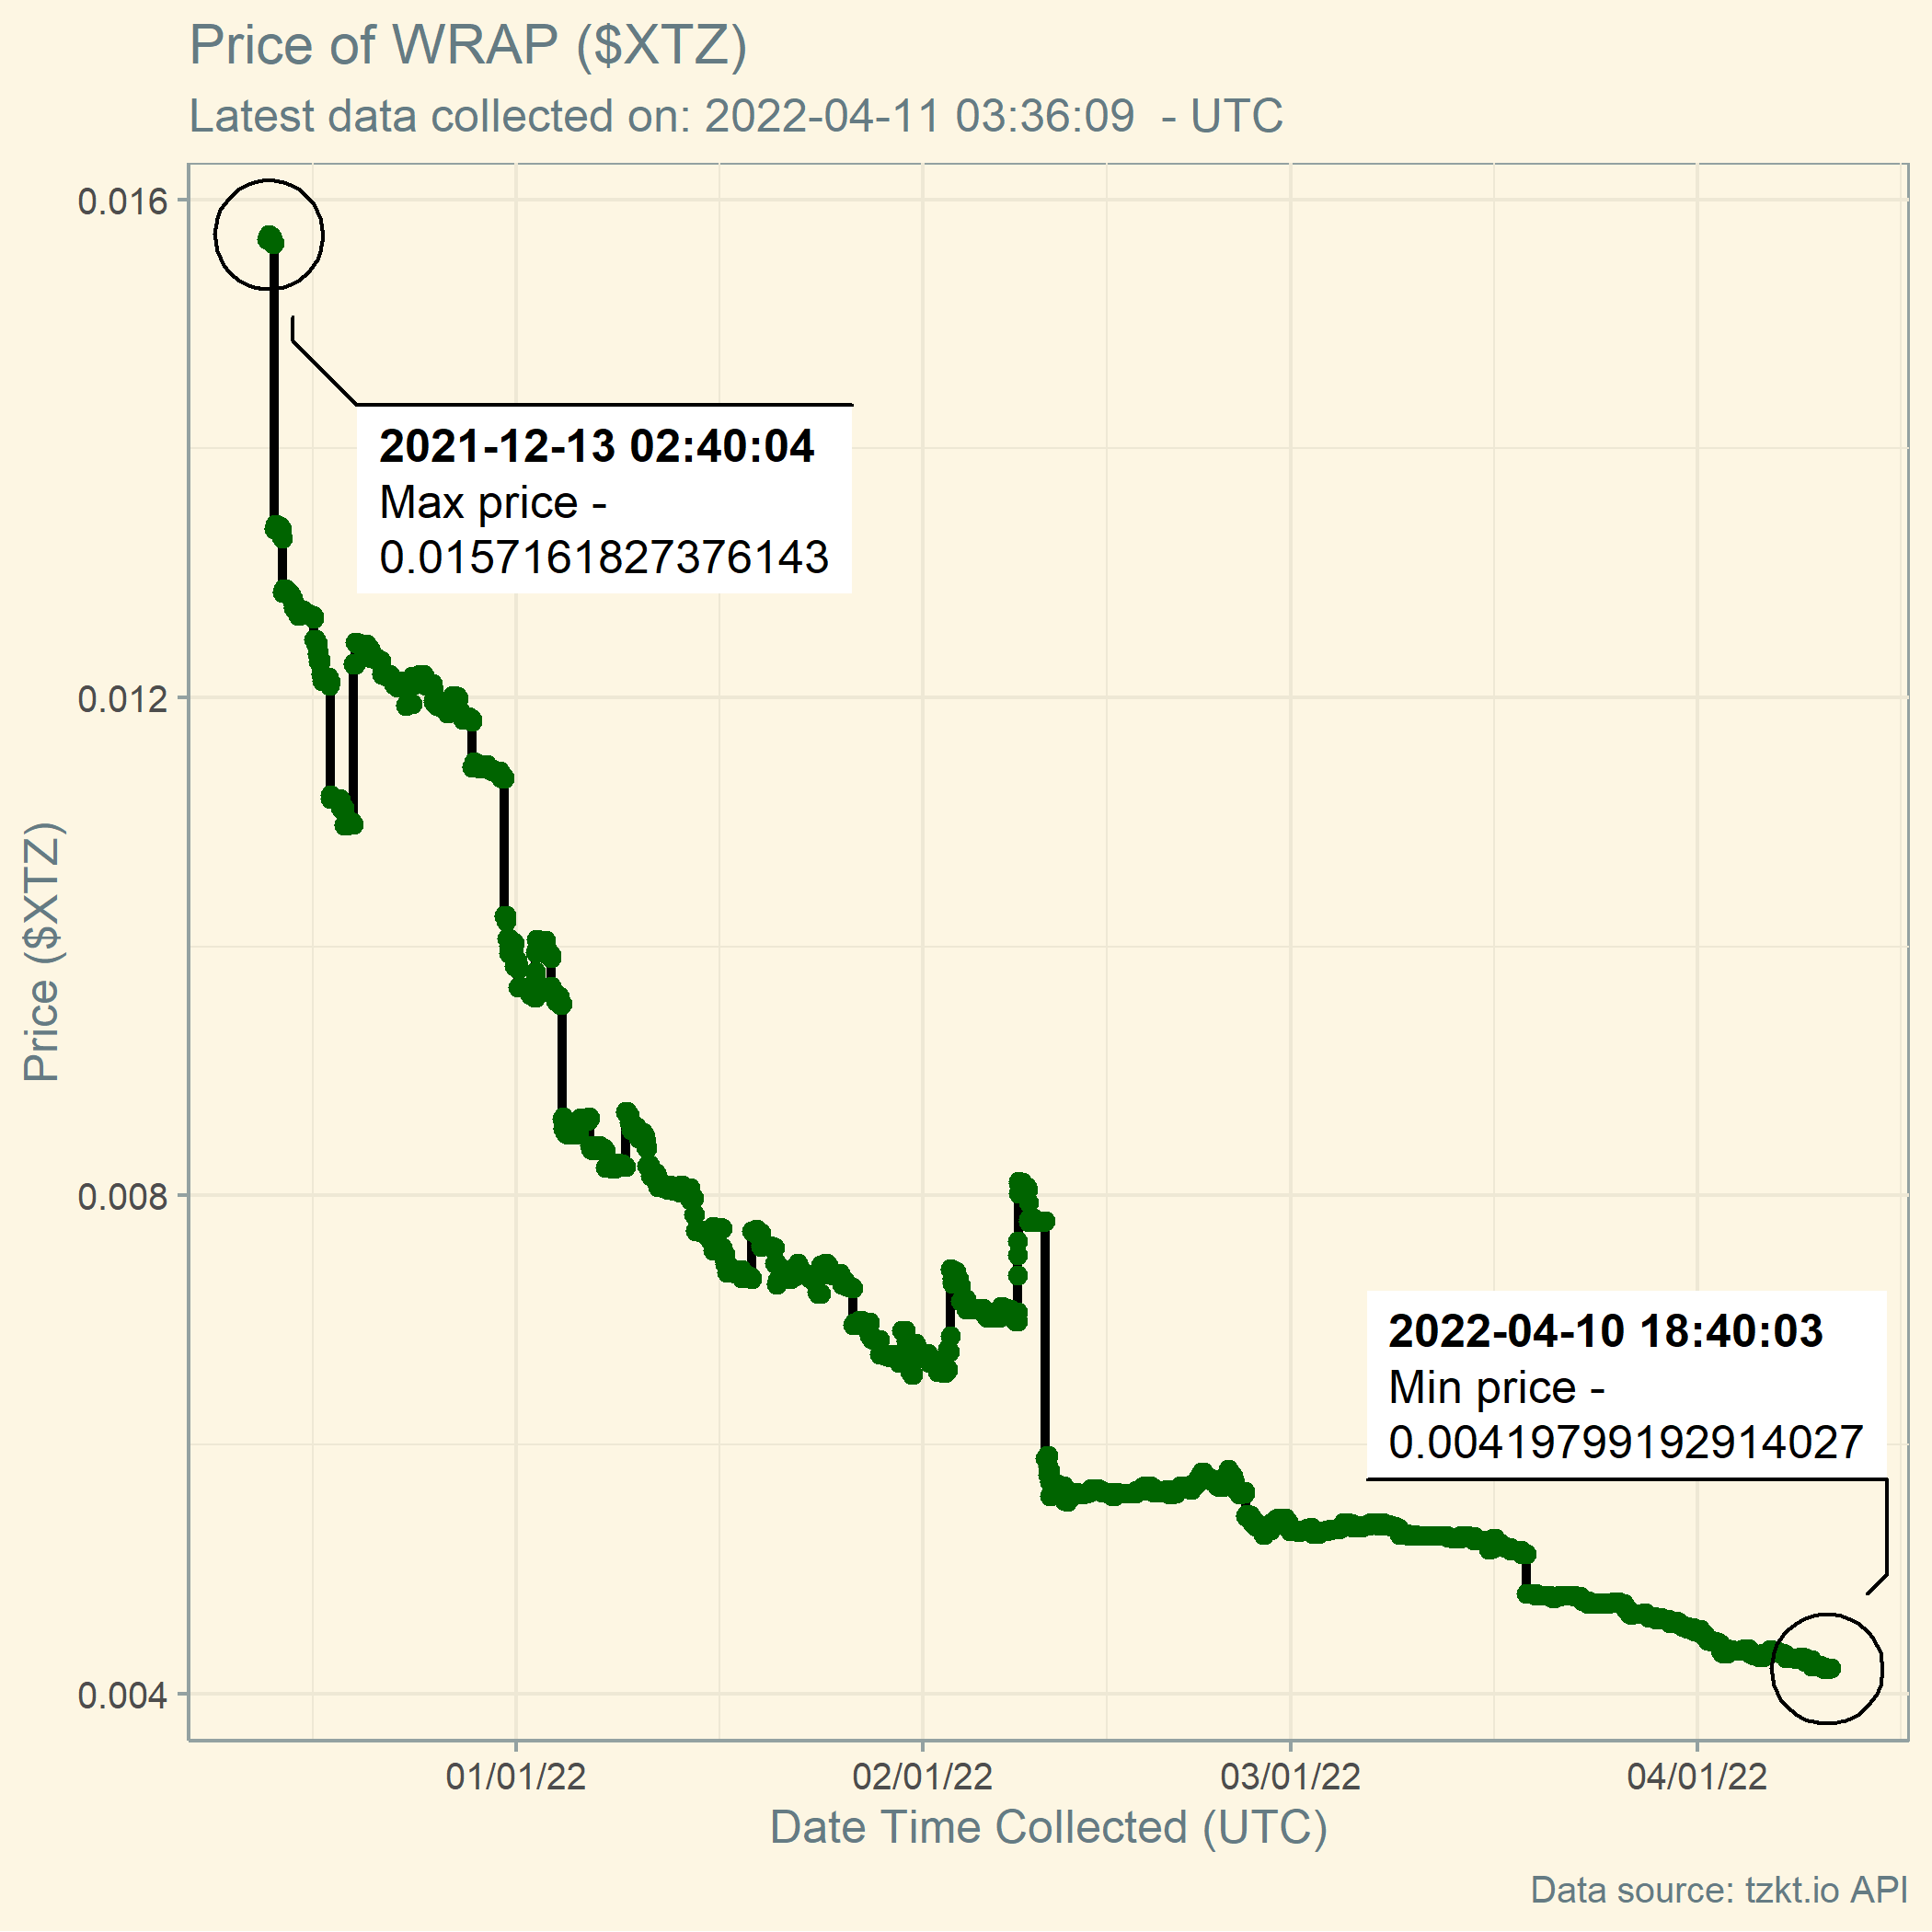 Price of WRAP ($XTZ)
Latest data collected on: 2022-04-11 03:36:09 - UTC
0.016
2021-12-13 02:40:04
Max price -
0.01571618​27376143
0.012
Price ($XTZ)
0.008
2022-04-10 18:40:03
Min price -
0.00419799192914027
0.004
01/01/22 02/01/22 03/01/22 04/01/22
Date Time Collected (UTC)
Data source: tzkt.io API